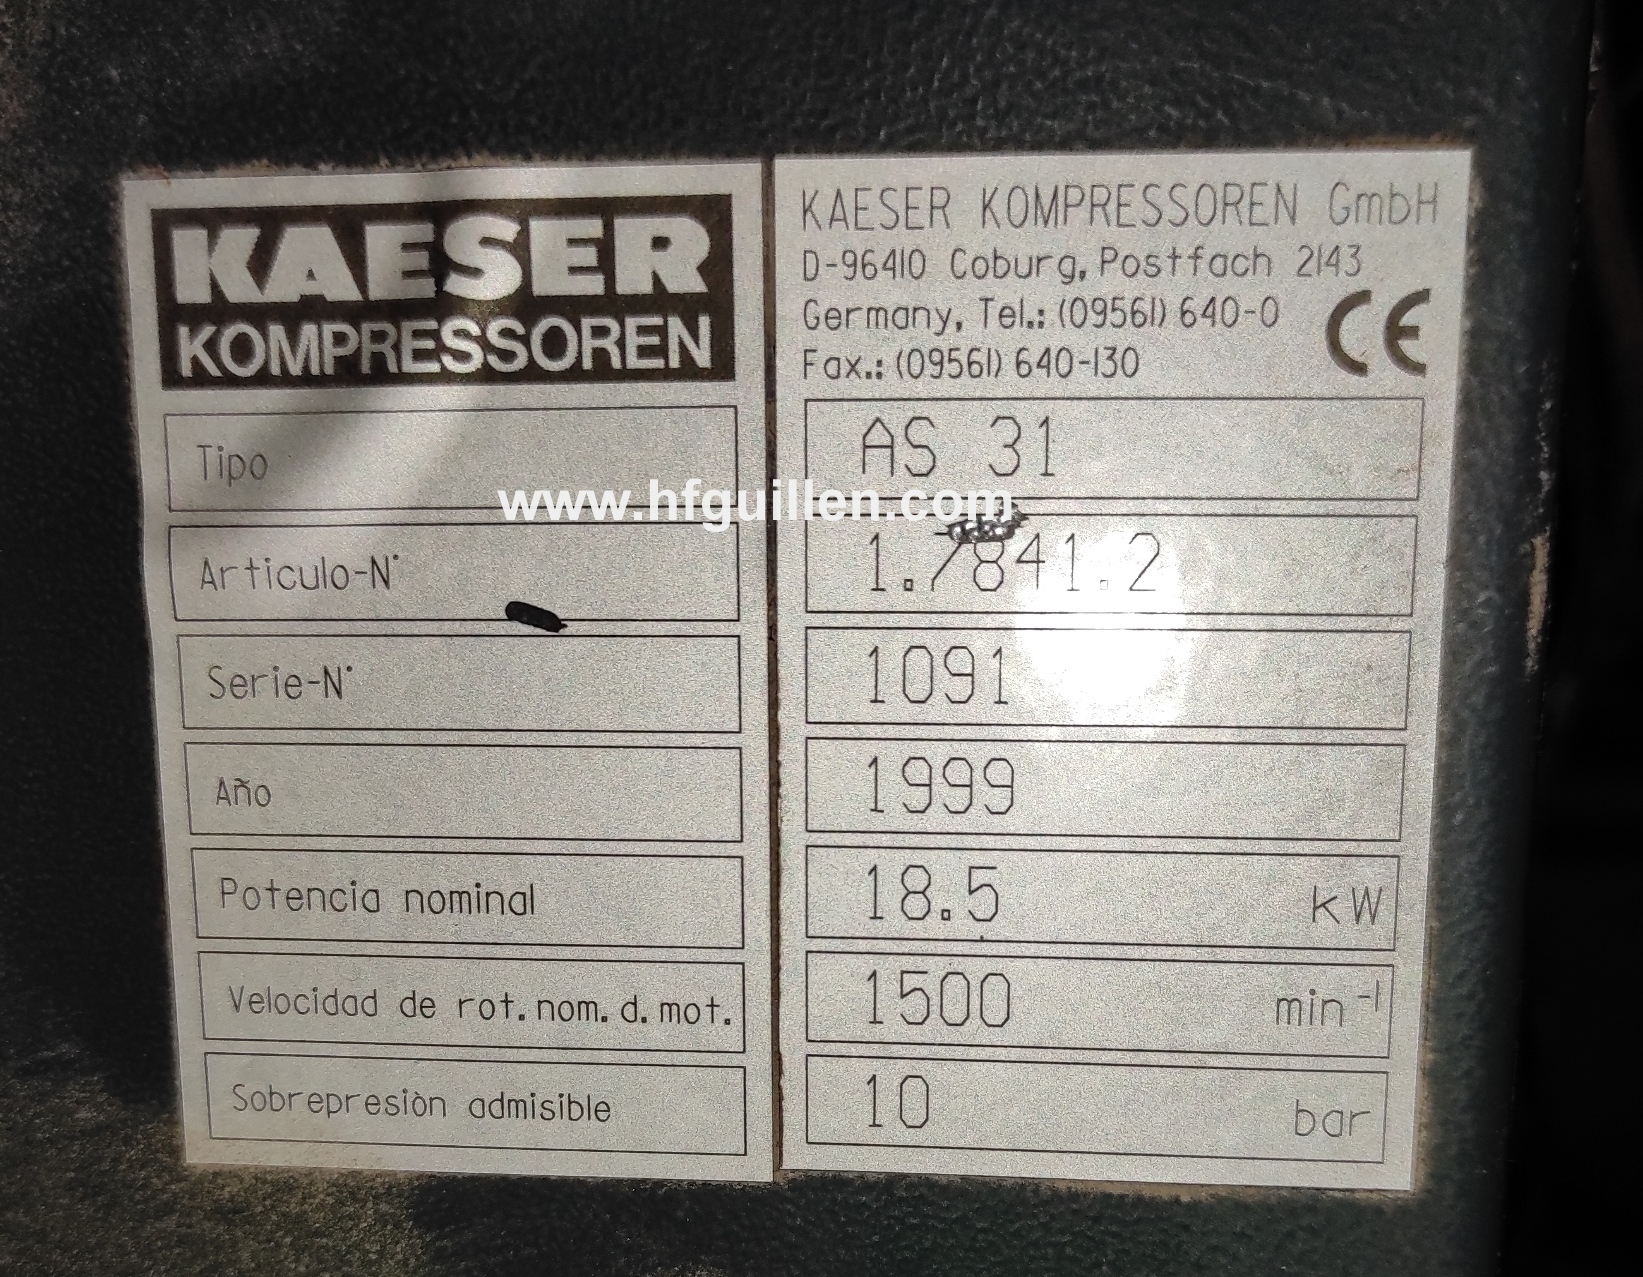 KAESER
KOMPRESSOREN
KAESER KOMPRESSOREN GmbH
D-96410 Coburg, Postfach 2143
Germany, Tel.: (09561) 640-0
Fax.: (09561) 640-130
CE
Tipo AS 31
www.hfguillen.com
Articulo-N° 1.7841.2
Serie-N° 1091
Año 1999
Potencia nominal 18.5 kW
Velocidad de rot. nom. d. mot. 1500 min⁻¹
Sobrepresiòn admisible 10 bar